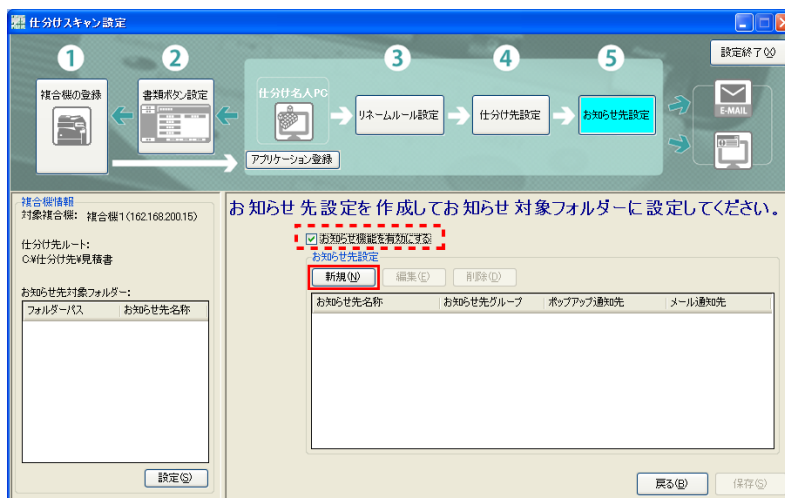 仕分けスキャン設定
設定終了(X)
1
2
3
4
5
複合機の登録
書類ボタン設定
仕分け名人PC
リネームルール設定
仕分け先設定
お知らせ先設定
E-MAIL
アプリケーション登録
複合機情報
対象複合機: 複合機1(162.168.200.15)
仕分け先ルート:
C:¥仕分け先¥見積書
お知らせ先対象フォルダー:
フォルダーパス お知らせ先名称
設定(S)
お知らせ先設定を作成してお知らせ対象フォルダーに設定してください。
お知らせ機能を有効にする
お知らせ先設定
新規(N) 編集(E) 削除(D)
お知らせ先名称 お知らせ先グループ ポップアップ通知先 メール通知先
戻る(B) 保存(S)